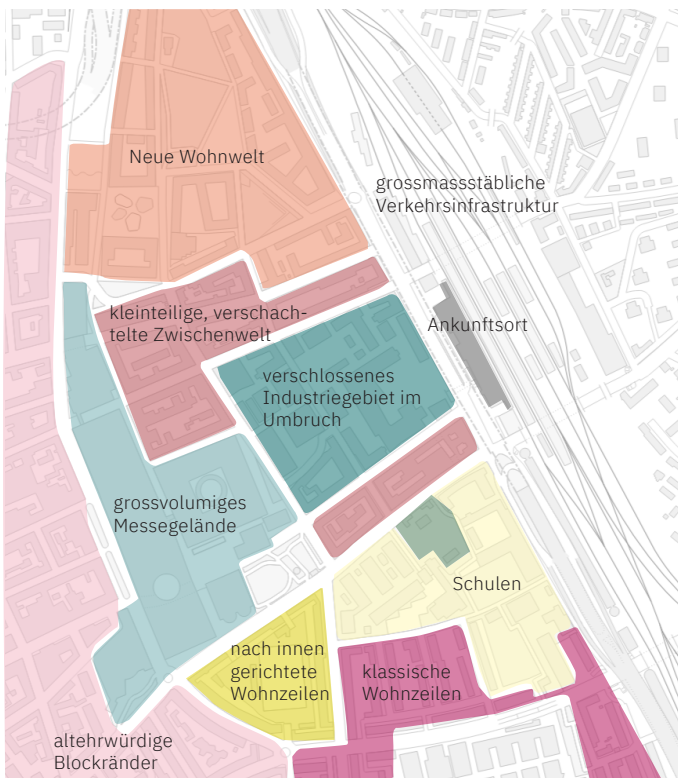 Neue Wohnwelt
grossmassstäbliche
Verkehrsinfrastruktur
kleinteilige, verschach-
telte Zwischenwelt
Ankunftsort
verschlossenes
Industriegebiet im
Umbruch
grossvolumiges
Messegelände
Schulen
nach innen
gerichtete
Wohnzeilen
klassische
Wohnzeilen
altehrwürdige
Blockränder